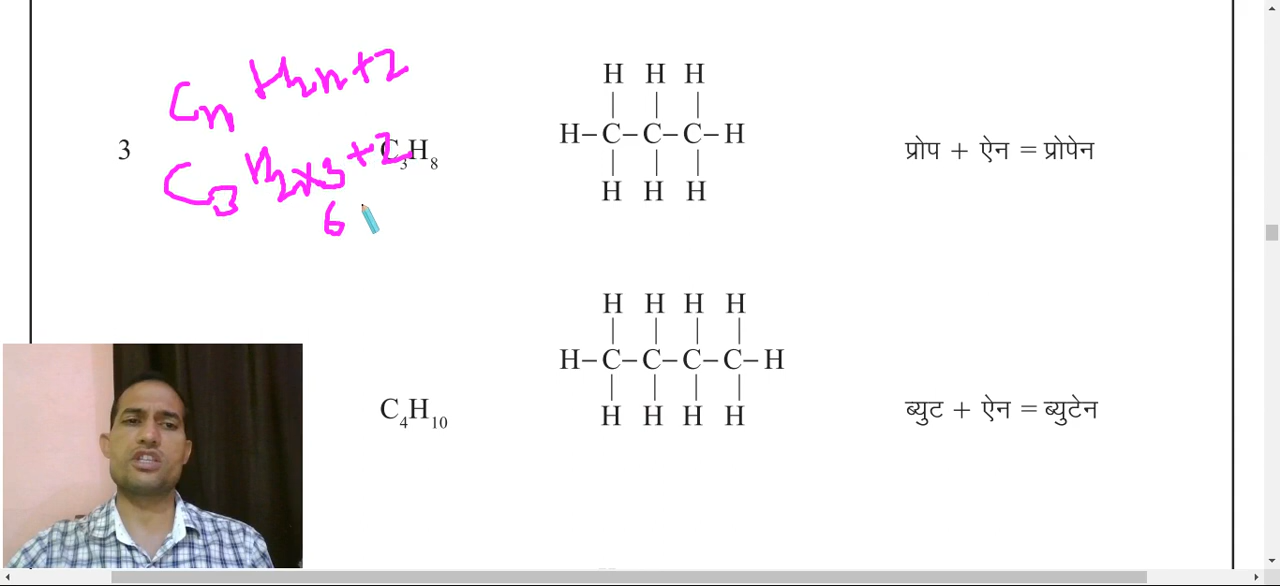 CnH2n+2
3 C3H8
C3H2×3+2
6
H H H
H–C–C–C–H
H H H
प्रोप + ऐन = प्रोपेन
H H H H
H–C–C–C–C–H
H H H H
C4H10
ब्युट + ऐन = ब्युटेन